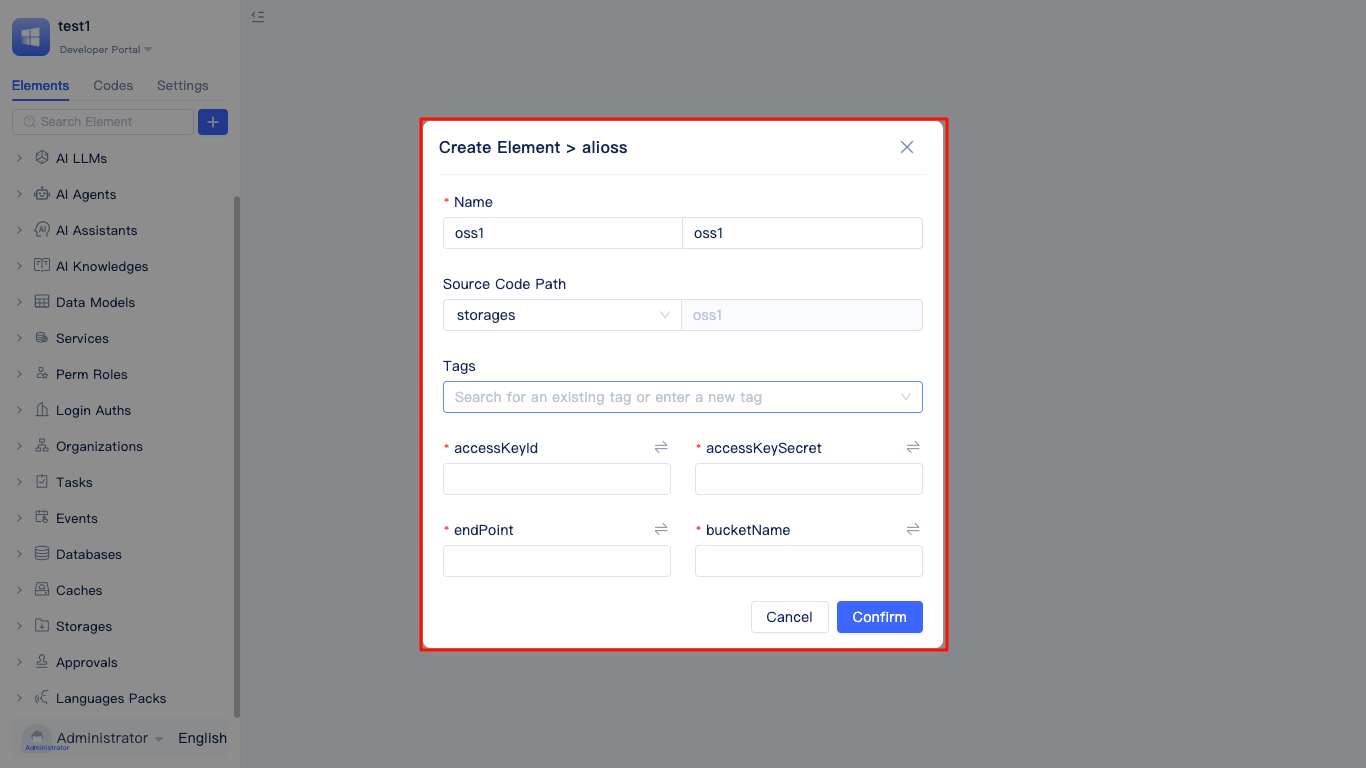 test1
Developer Portal
Elements Codes Settings
Search Element
AI LLMs
AI Agents
AI Assistants
AI Knowledges
Data Models
Services
Perm Roles
Login Auths
Organizations
Tasks
Events
Databases
Caches
Storages
Approvals
Languages Packs
Administrator English
Administrator
Create Element > alioss
* Name
oss1 oss1
Source Code Path
storages oss1
Tags
Search for an existing tag or enter a new tag
* accessKeyId * accessKeySecret
* endPoint * bucketName
Cancel Confirm